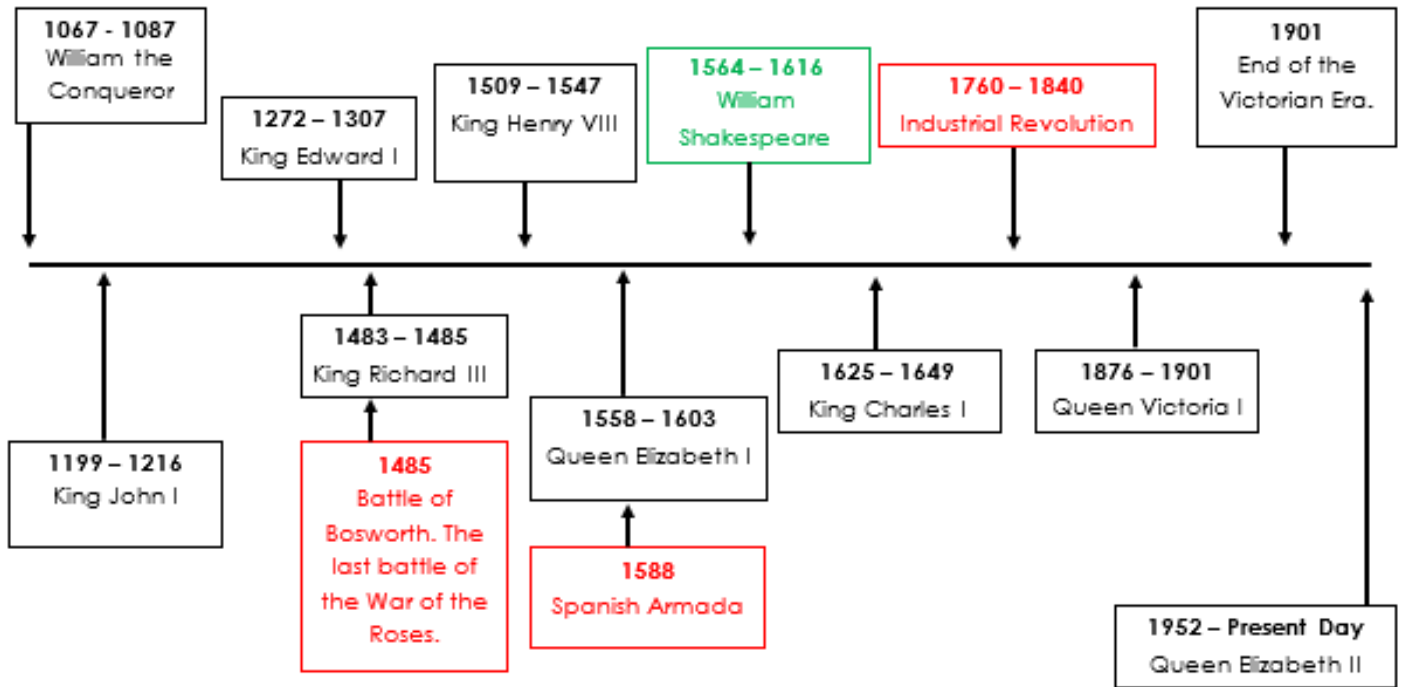 1067 - 1087
William the
Conqueror
1272 – 1307
King Edward I
1509 – 1547
King Henry VIII
1564 – 1616
William
Shakespeare
1760 – 1840
Industrial Revolution
1901
End of the
Victorian Era.
1199 – 1216
King John I
1483 – 1485
King Richard III
1485
Battle of
Bosworth. The
last battle of
the War of the
Roses.
1558 – 1603
Queen Elizabeth I
1588
Spanish Armada
1625 – 1649
King Charles I
1876 – 1901
Queen Victoria I
1952 – Present Day
Queen Elizabeth II